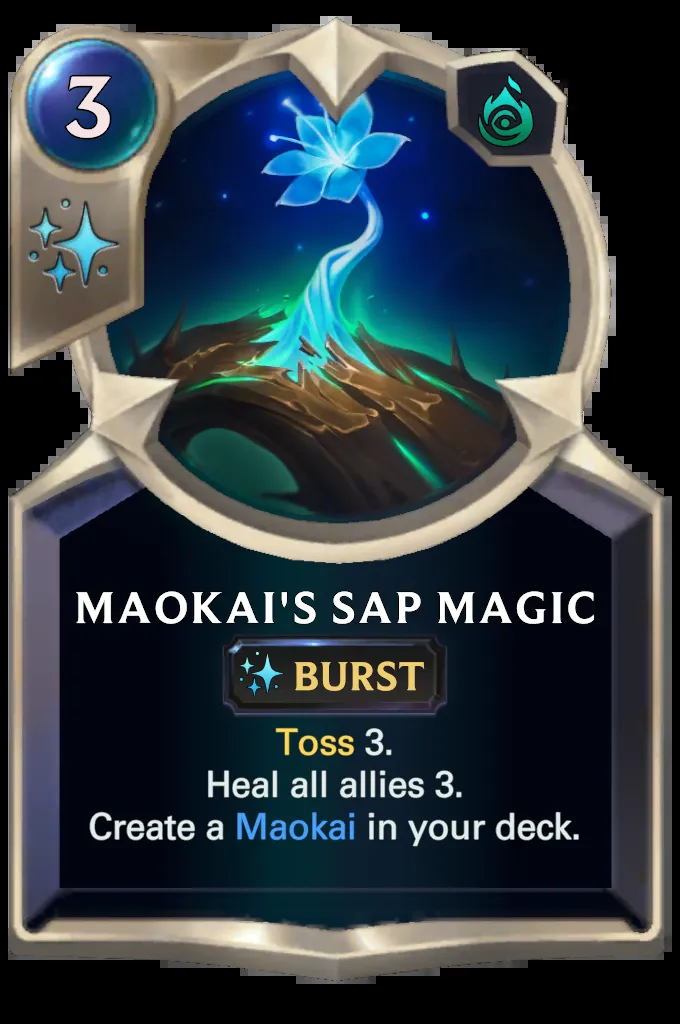 3
MAOKAI'S SAP MAGIC
BURST
Toss 3.
Heal all allies 3.
Create a Maokai in your deck.